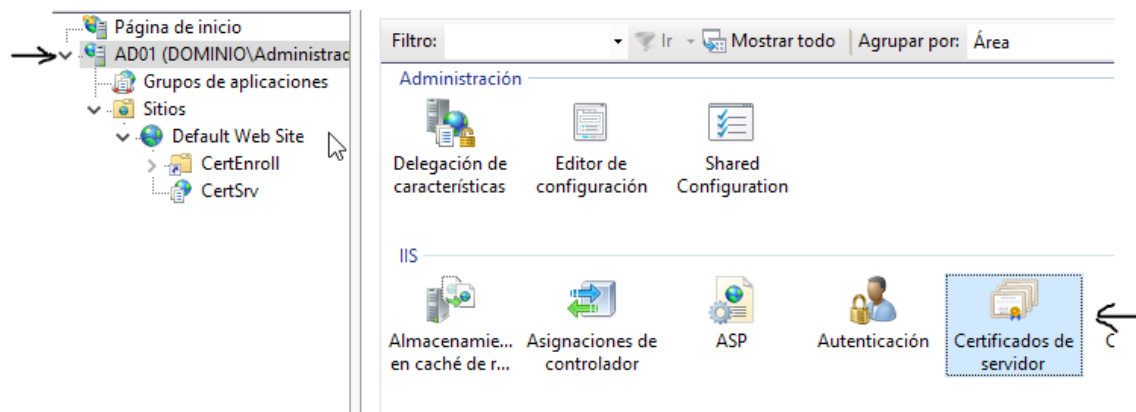 Página de inicio
AD01 (DOMINIO\Administrad
Grupos de aplicaciones
Sitios
Default Web Site
CertEnroll
CertSrv
Filtro: Ir Mostrar todo Agrupar por: Área
Administración
Delegación de características
Editor de configuración
Shared Configuration
IIS
Almacenamie... en caché de r...
Asignaciones de controlador
ASP
Autenticación
Certificados de servidor
C